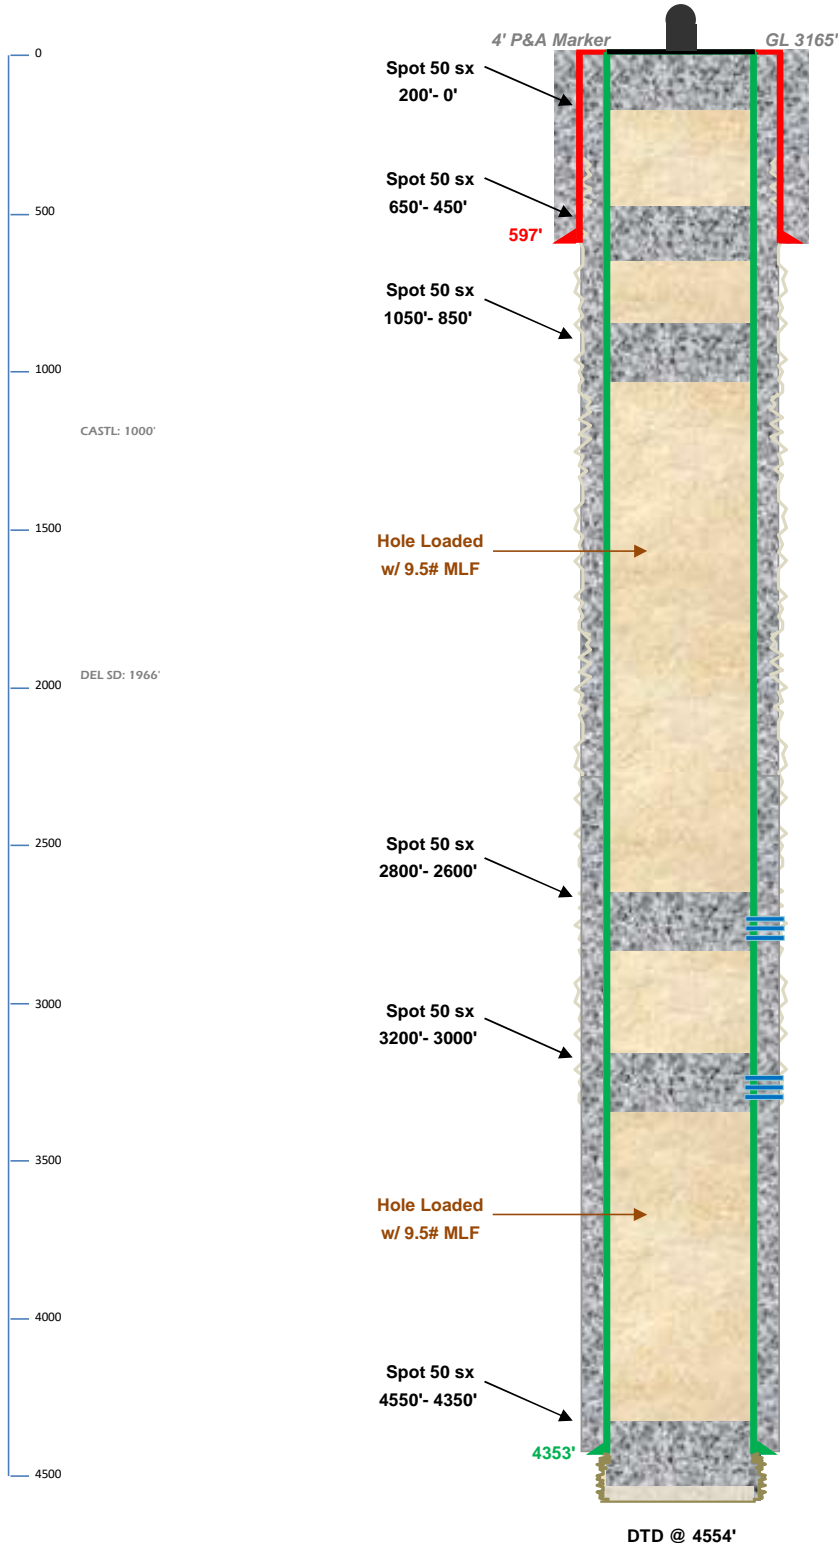 4' P&A Marker
GL 3165'
0
Spot 50 sx
200'- 0'
Spot 50 sx
650'- 450'
500
597'
Spot 50 sx
1050'- 850'
1000
CASTL: 1000'
1500
Hole Loaded
w/ 9.5# MLF
DEL SD: 1966'
2000
2500
Spot 50 sx
2800'- 2600'
3000
Spot 50 sx
3200'- 3000'
3500
Hole Loaded
w/ 9.5# MLF
4000
Spot 50 sx
4550'- 4350'
4353'
4500
DTD @ 4554'